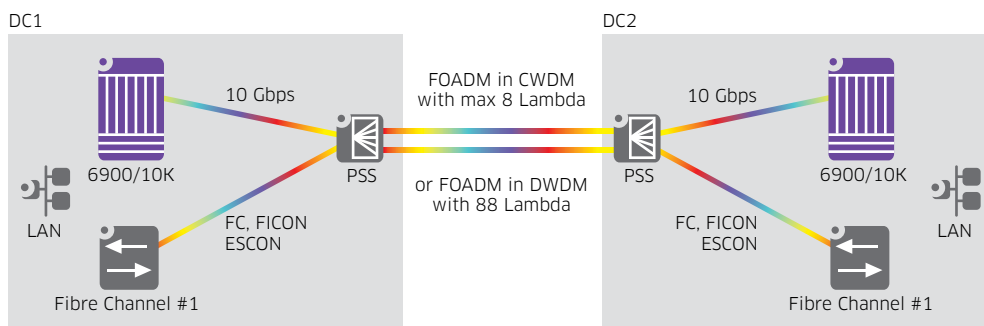 DC1
DC2
10 Gbps
FOADM in CWDM
with max 8 Lambda
10 Gbps
6900/10K
PSS
PSS
6900/10K
or FOADM in DWDM
with 88 Lambda
LAN
FC, FICON
ESCON
FC, FICON
ESCON
LAN
Fibre Channel #1
Fibre Channel #1